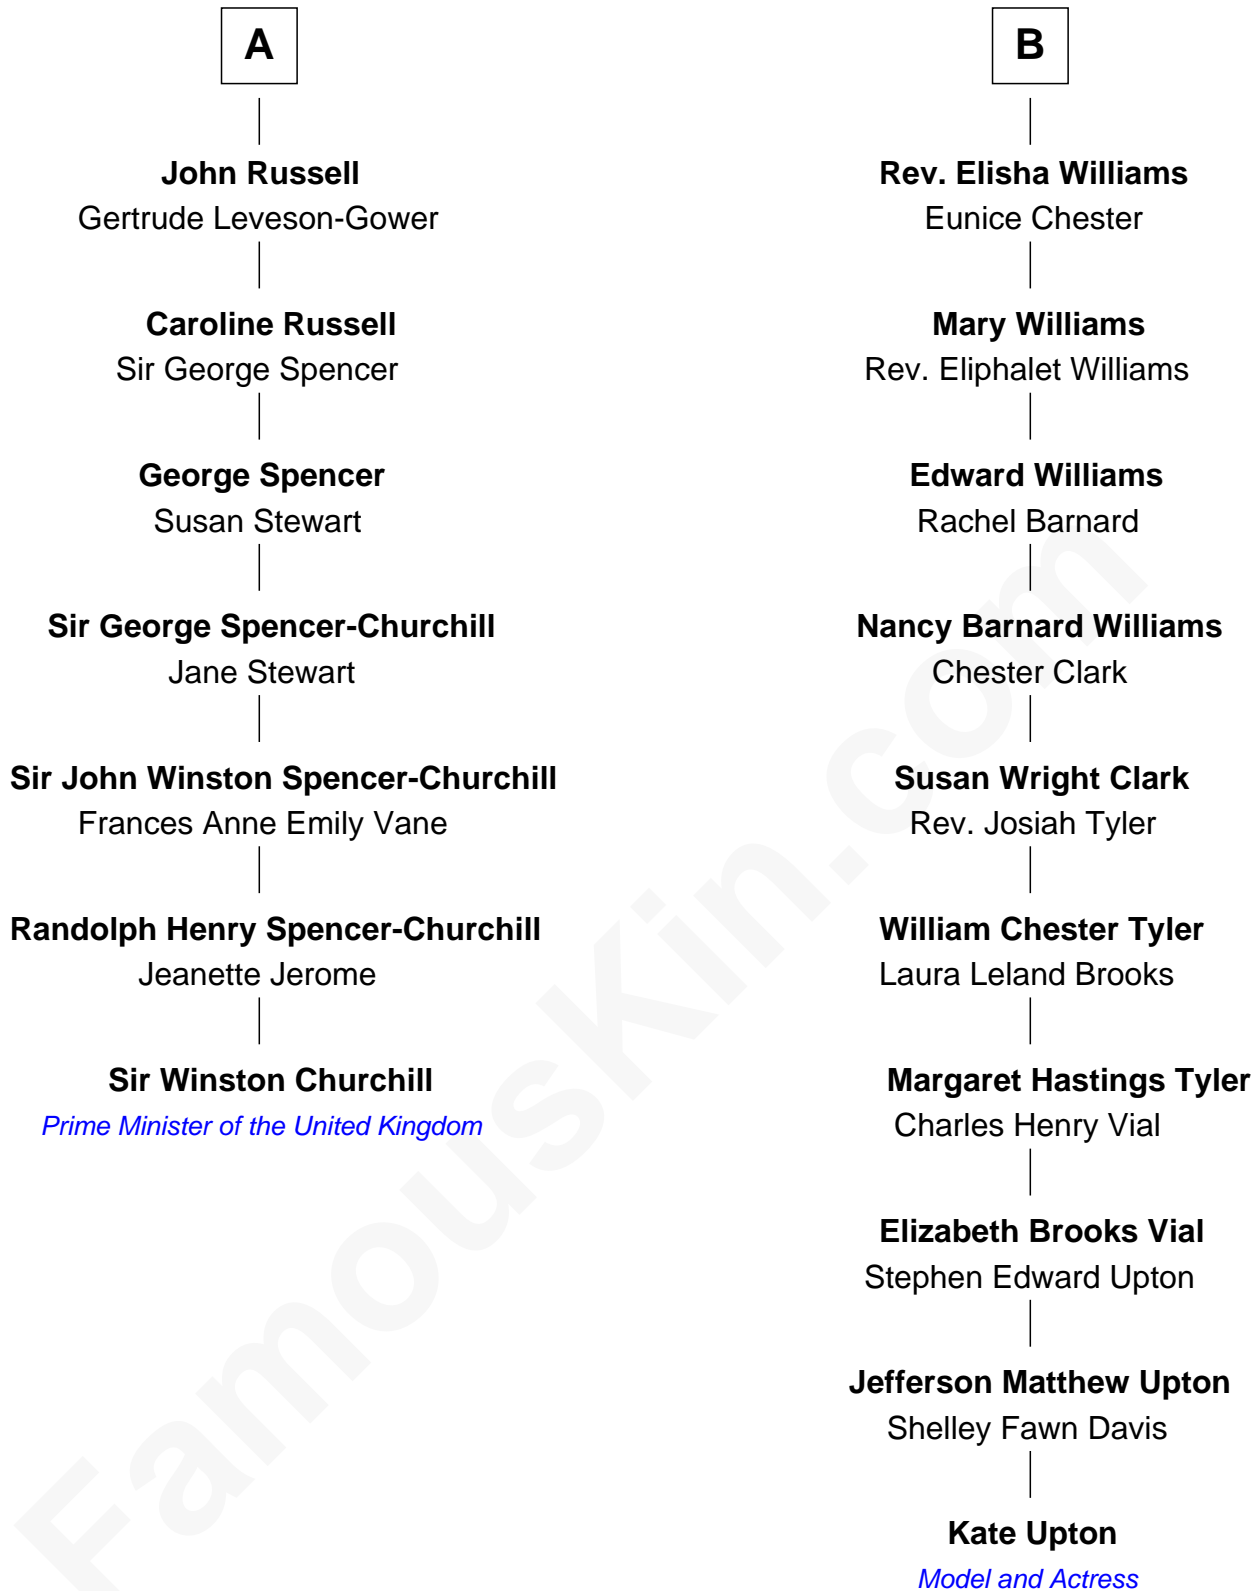 A
John Russell
Gertrude Leveson-Gower
Caroline Russell
Sir George Spencer
George Spencer
Susan Stewart
Sir George Spencer-Churchill
Jane Stewart
Sir John Winston Spencer-Churchill
Frances Anne Emily Vane
Randolph Henry Spencer-Churchill
Jeanette Jerome
Sir Winston Churchill
Prime Minister of the United Kingdom
B
Rev. Elisha Williams
Eunice Chester
Mary Williams
Rev. Eliphalet Williams
Edward Williams
Rachel Barnard
Nancy Barnard Williams
Chester Clark
Susan Wright Clark
Rev. Josiah Tyler
William Chester Tyler
Laura Leland Brooks
Margaret Hastings Tyler
Charles Henry Vial
Elizabeth Brooks Vial
Stephen Edward Upton
Jefferson Matthew Upton
Shelley Fawn Davis
Kate Upton
Model and Actress
FamousKin.com